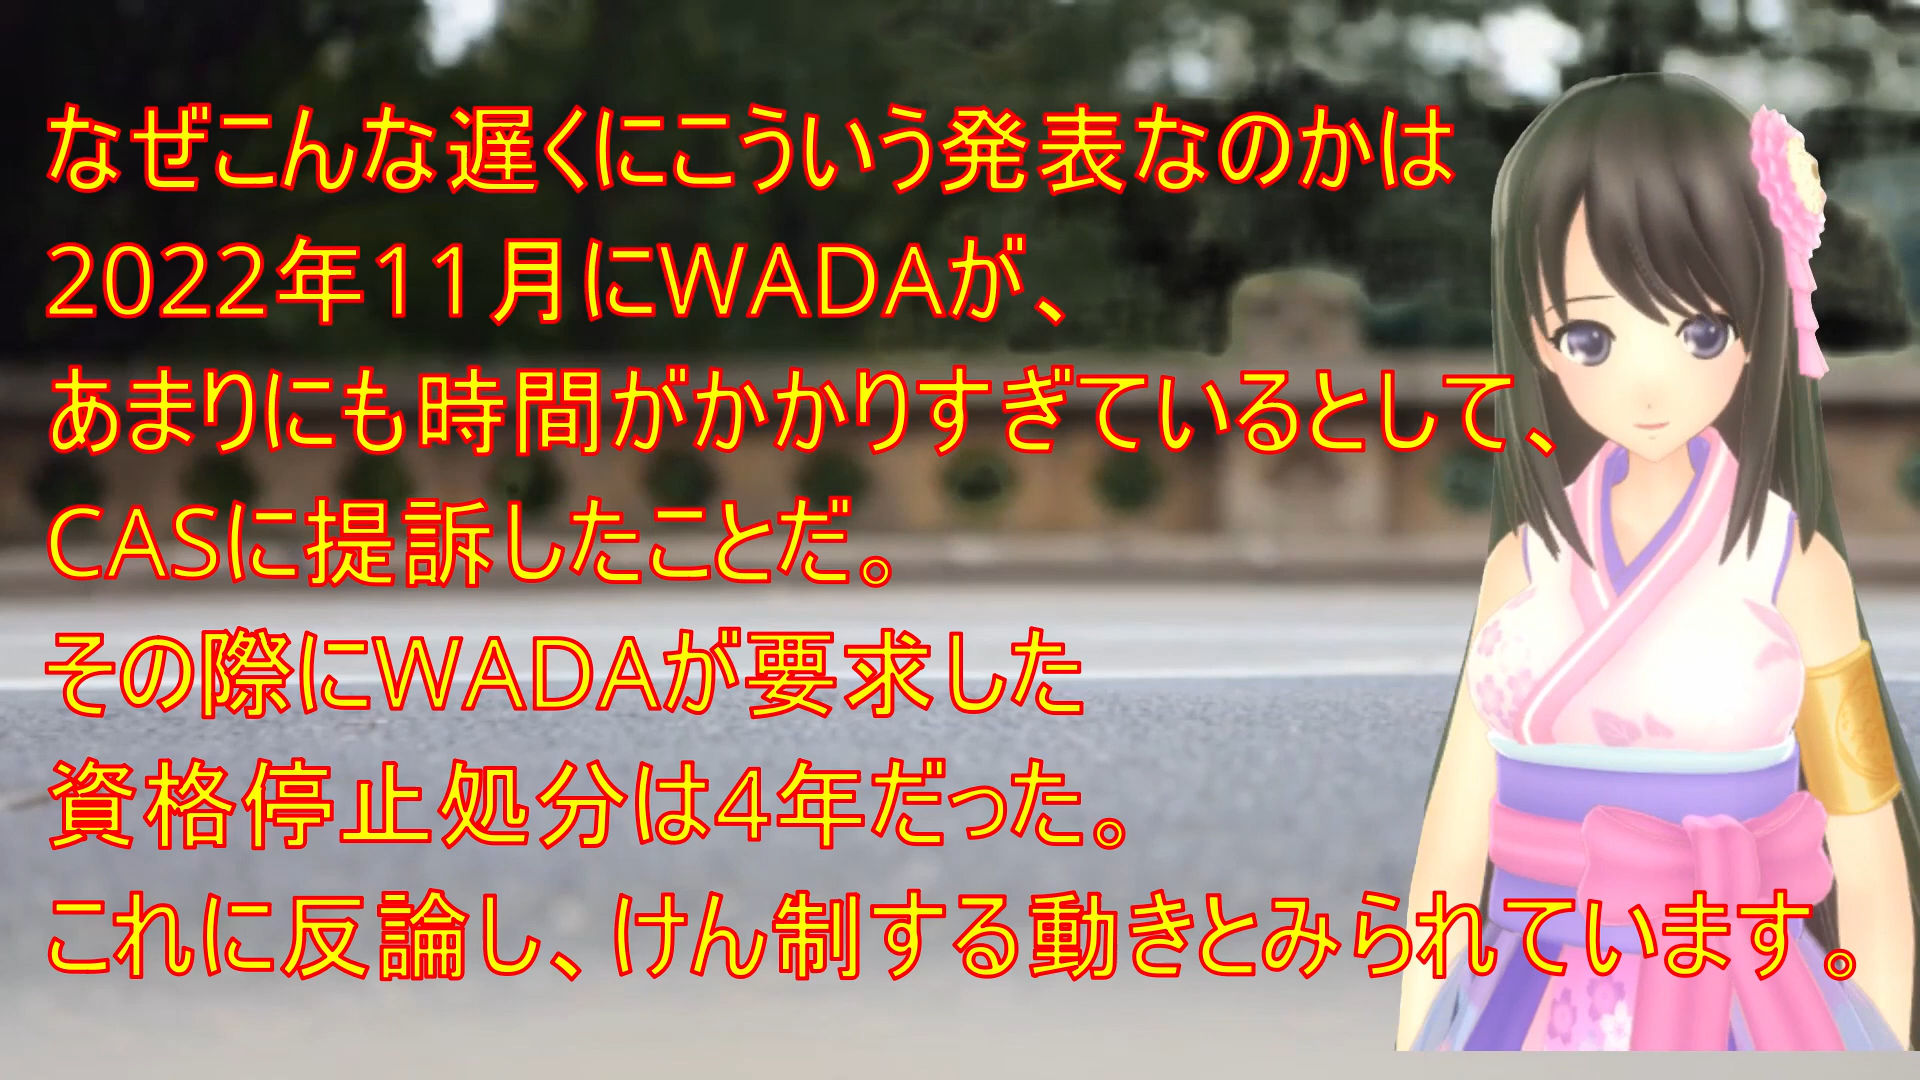 なぜこんな遅くにこういう発表なのかは
2022年11月にWADAが、
あまりにも時間がかかりすぎているとして、
CASに提訴したことだ。
その際にWADAが要求した
資格停止処分は4年だった。
これに反論し、けん制する動きとみられています。